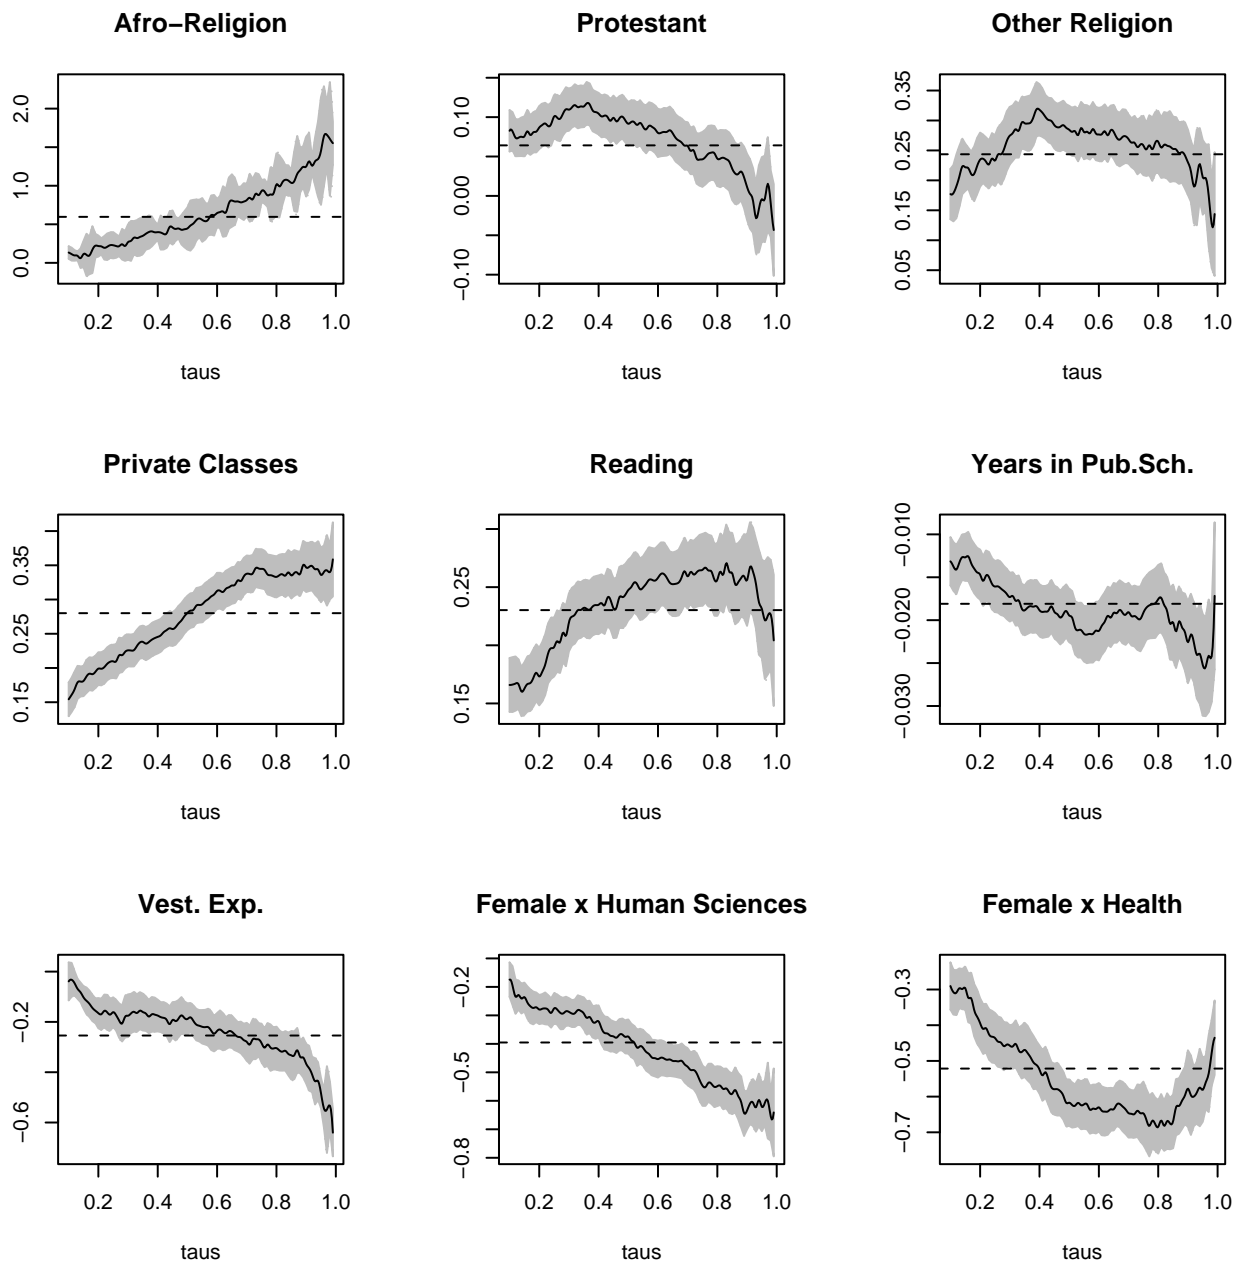 Afro−Religion
Protestant
Other Religion
0.0 1.0 2.0
−0.10 0.00 0.10
0.05 0.15 0.25 0.35
0.2 0.4 0.6 0.8 1.0
0.2 0.4 0.6 0.8 1.0
0.2 0.4 0.6 0.8 1.0
taus
taus
taus
Private Classes
Reading
Years in Pub.Sch.
0.15 0.25 0.35
0.15 0.25
−0.030 −0.020 −0.010
0.2 0.4 0.6 0.8 1.0
0.2 0.4 0.6 0.8 1.0
0.2 0.4 0.6 0.8 1.0
taus
taus
taus
Vest. Exp.
Female x Human Sciences
Female x Health
−0.6 −0.2
−0.8 −0.5 −0.2
−0.7 −0.5 −0.3
0.2 0.4 0.6 0.8 1.0
0.2 0.4 0.6 0.8 1.0
0.2 0.4 0.6 0.8 1.0
taus
taus
taus